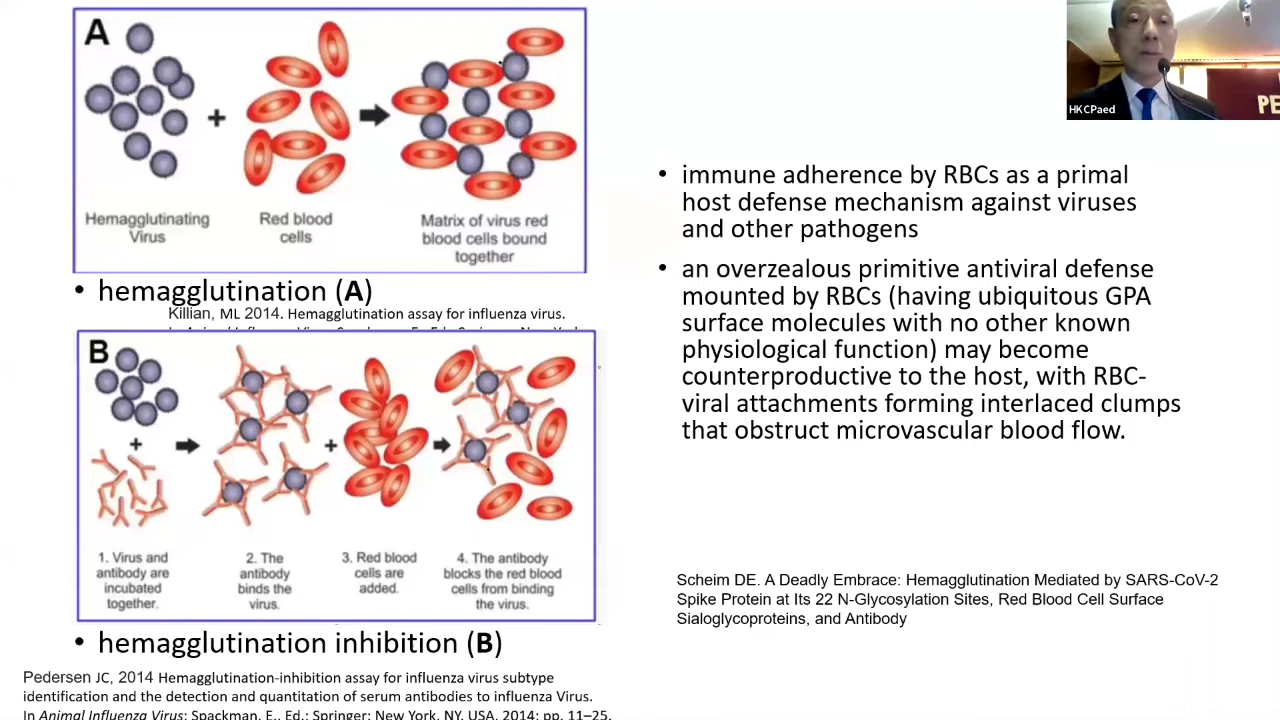 A
Hemagglutinating
Virus
+
Red blood
cells
Matrix of virus red
blood cells bound
together
• hemagglutination (A)
Killian, ML 2014. Hemagglutination assay for influenza virus.
B
+
+
1. Virus and
antibody are
incubated
together.
2. The
antibody
binds the
virus.
3. Red blood
cells are
added.
4. The antibody
blocks the red blood
cells from binding
the virus.
• hemagglutination inhibition (B)
Pedersen JC, 2014 Hemagglutination-inhibition assay for influenza virus subtype
identification and the detection and quantitation of serum antibodies to influenza Virus.
In Animal Influenza Virus; Spackman, E., Ed.; Springer: New York, NY, USA, 2014; pp. 11–25.
HKCPaed
PE
• immune adherence by RBCs as a primal
host defense mechanism against viruses
and other pathogens
• an overzealous primitive antiviral defense
mounted by RBCs (having ubiquitous GPA
surface molecules with no other known
physiological function) may become
counterproductive to the host, with RBC-
viral attachments forming interlaced clumps
that obstruct microvascular blood flow.
Scheim DE. A Deadly Embrace: Hemagglutination Mediated by SARS-CoV-2
Spike Protein at Its 22 N-Glycosylation Sites, Red Blood Cell Surface
Sialoglycoproteins, and Antibody